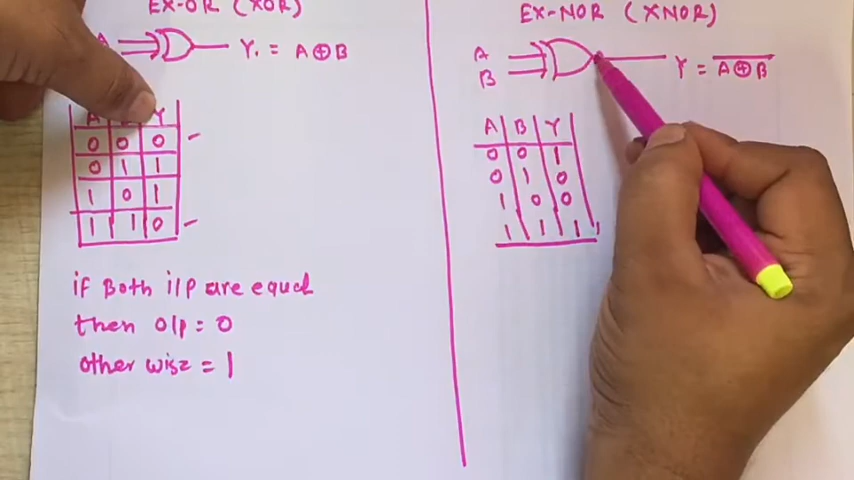 EX-OR (XOR)
A
Y. = A⊕B
A Y
0 0 0
0 1 1
1 0 1
1 1 0
if Both i/p are equal
then o/p = 0
other wise = 1
EX-NOR (XNOR)
A
B
Y = \overline{A⊕B}
A B Y
0 0 1
0 1 0
1 0 0
1 1 1